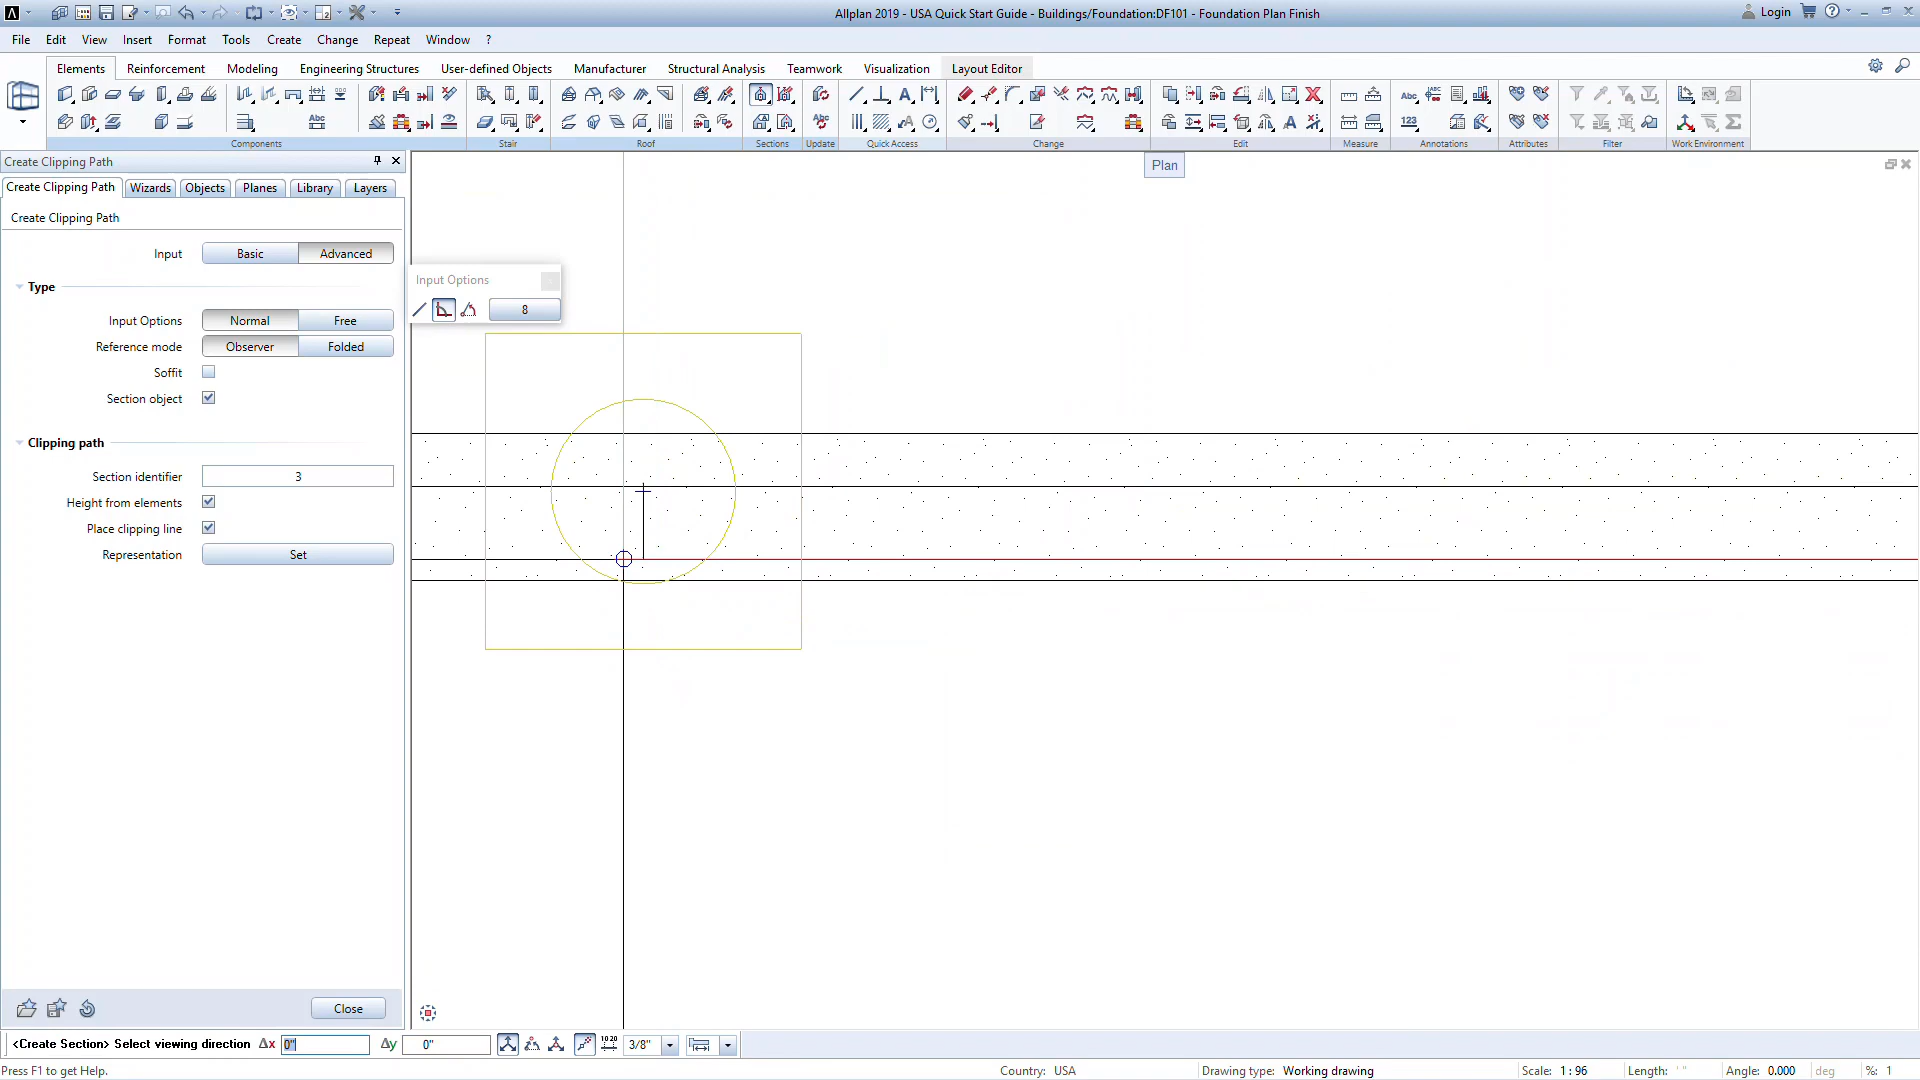 Allplan 2019 - USA Quick Start Guide - Buildings/Foundation:DF101 - Foundation Plan Finish
Login
File Edit View Insert Format Tools Create Change Repeat Window ?
Elements Reinforcement Modeling Engineering Structures User-defined Objects Manufacturer Structural Analysis Teamwork Visualization Layout Editor
Components Stair Roof Sections Update Quick Access Change Edit Measure Annotations Attributes Filter Work Environment
Create Clipping Path
Create Clipping Path Wizards Objects Planes Library Layers
Create Clipping Path
Input Basic Advanced
Type
Input Options Normal Free
Reference mode Observer Folded
Soffit
Section object
Clipping path
Section identifier 3
Height from elements
Place clipping line
Representation Set
Close
Input Options
8
Plan
<Create Section> Select viewing direction Δx 0" Δy 0" 3/8"
Press F1 to get Help.
Country: USA
Drawing type: Working drawing
Scale: 1 : 96
Length: ' "
Angle: 0.000 deg
%: 1